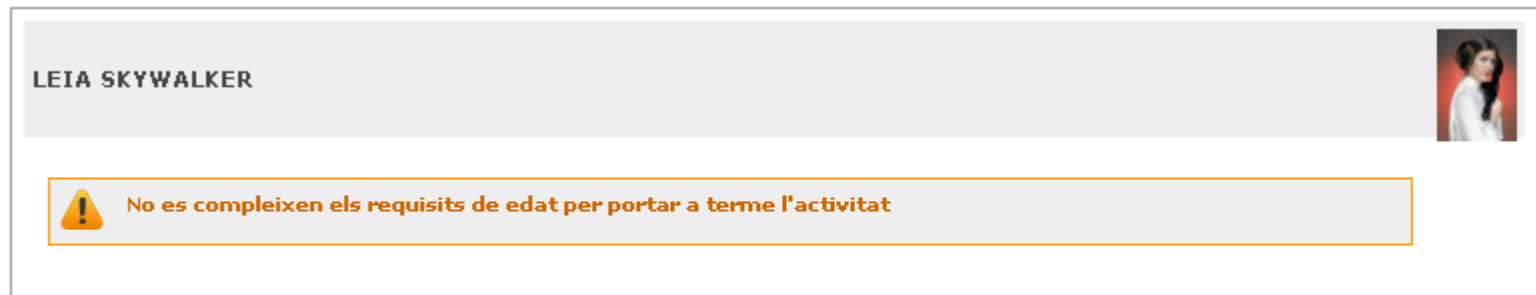 LEIA SKYWALKER
No es compleixen els requisits de edat per portar a terme l'activitat